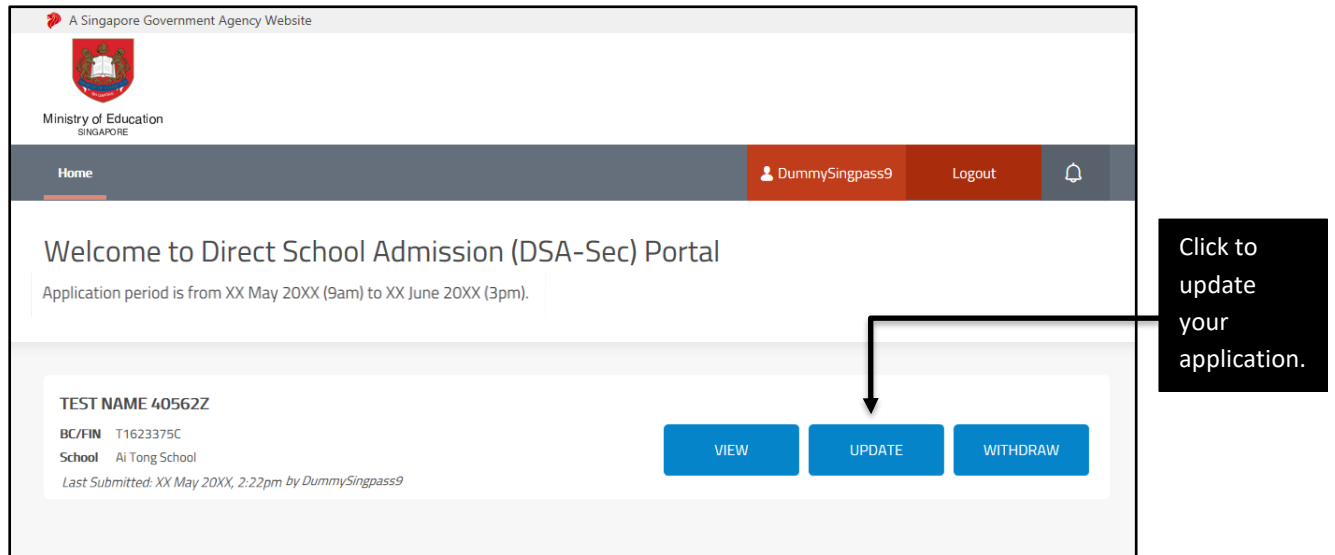 A Singapore Government Agency Website
Ministry of Education
SINGAPORE
Home
DummySingpass9
Logout
Welcome to Direct School Admission (DSA-Sec) Portal
Application period is from XX May 20XX (9am) to XX June 20XX (3pm).
Click to
update
your
application.
TEST NAME 40562Z
BC/FIN T1623375C
School Ai Tong School
Last Submitted: XX May 20XX, 2:22pm by DummySingpass9
VIEW
UPDATE
WITHDRAW